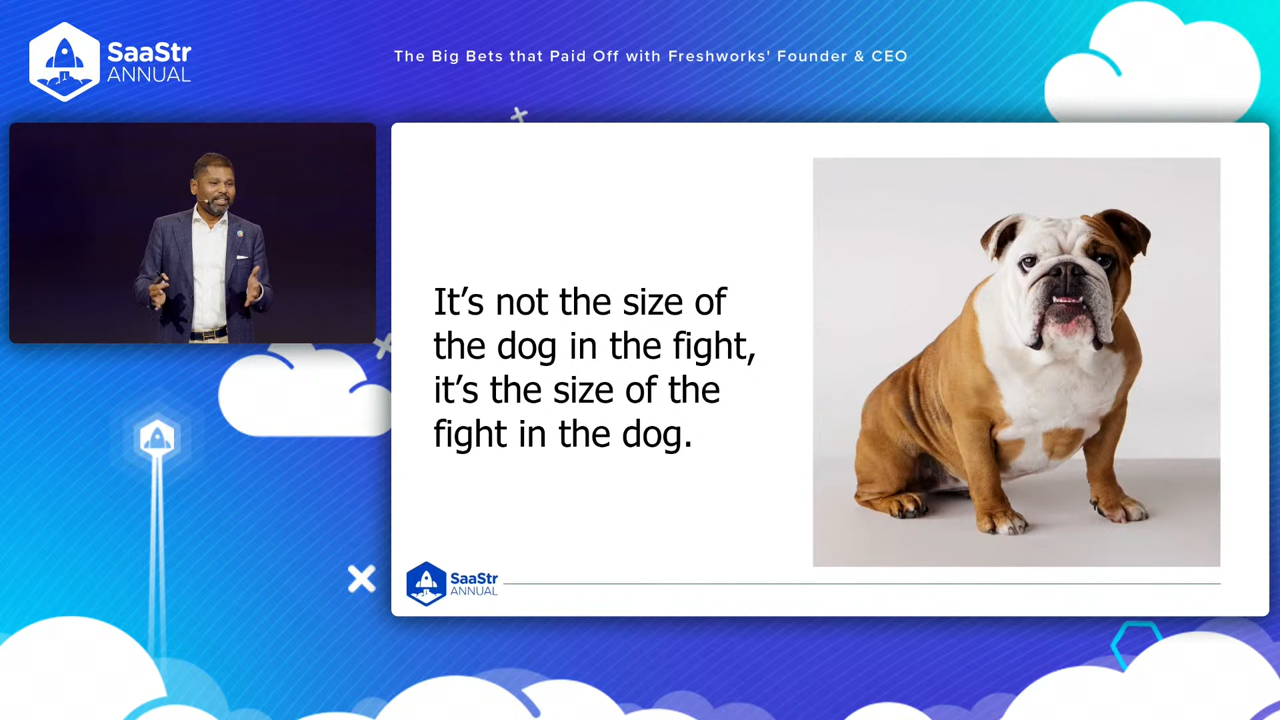 SaaStr
ANNUAL
The Big Bets that Paid Off with Freshworks' Founder & CEO
It’s not the size of
the dog in the fight,
it’s the size of the
fight in the dog.
SaaStr
ANNUAL